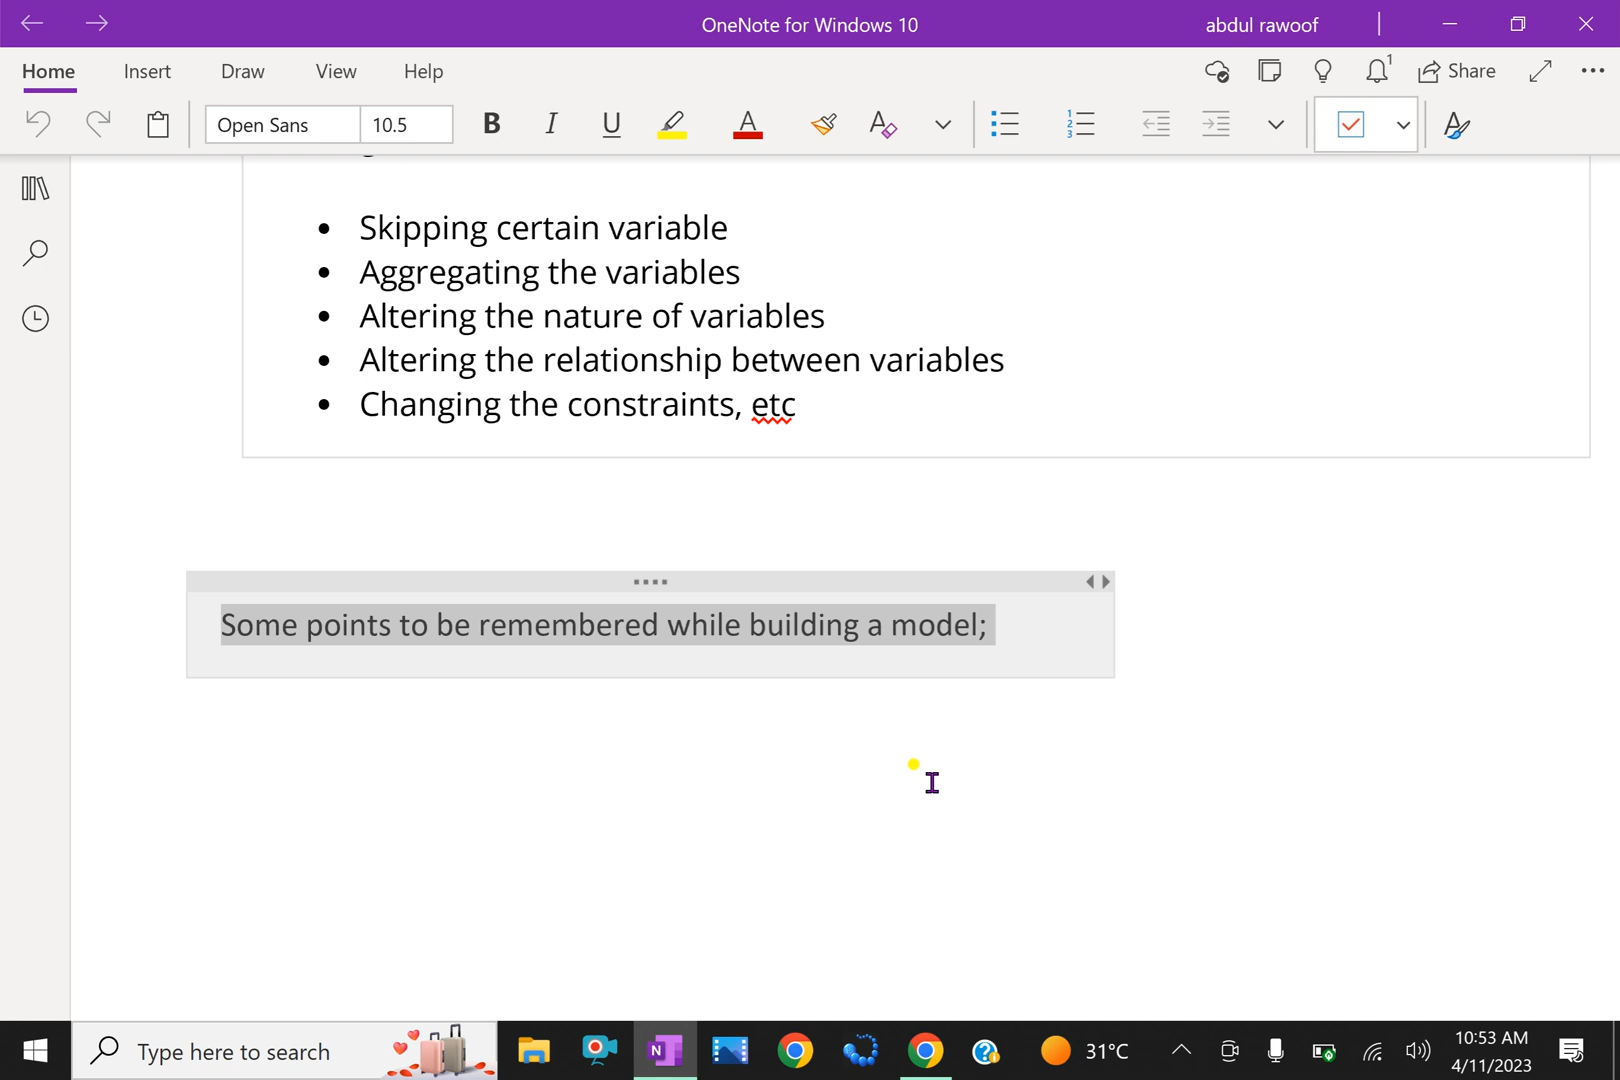 OneNote for Windows 10
abdul rawoof
Home Insert Draw View Help
1
Share
Open Sans 10.5 B I U A A
• Skipping certain variable
• Aggregating the variables
• Altering the nature of variables
• Altering the relationship between variables
• Changing the constraints, etc
Some points to be remembered while building a model;
Type here to search
N
31°C
10:53 AM
4/11/2023